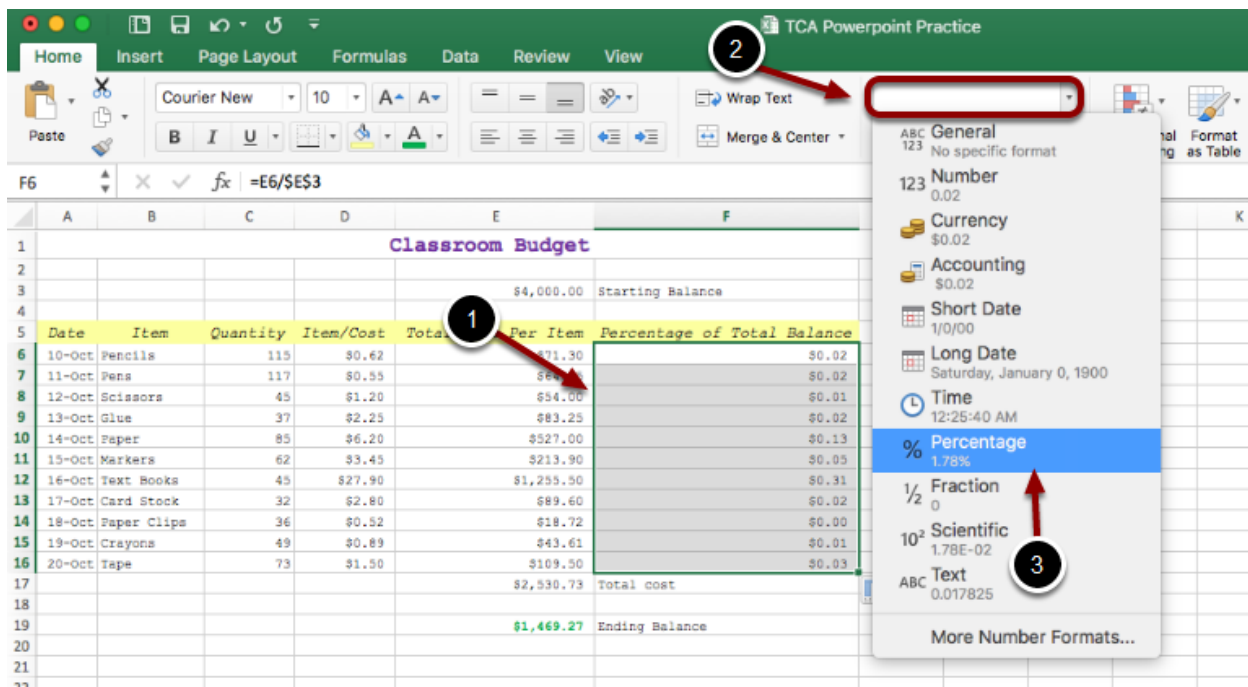 TCA Powerpoint Practice
2
Home Insert Page Layout Formulas Data Review View
Courier New 10 A A Wrap Text
Paste B I U A Merge & Center nal Format
ng as Table
F6 fx =E6/$E$3
A B C D E F K
1 Classroom Budget
2
3 $4,000.00 Starting Balance
4
1
5 Date Item Quantity Item/Cost Per Item Percentage of Total Balance
6 10-Oct Pencils 115 $0.62 $71.30 $0.02
7 11-Oct Pens 117 $0.55 $0.02
8 12-Oct Scissors 45 $1.20 $54.00 $0.01
9 13-Oct Glue 37 $2.25 $83.25 $0.02
10 14-Oct Paper 85 $6.20 $527.00 $0.13
11 15-Oct Markers 62 $3.45 $213.90 $0.05
12 16-Oct Text Books 45 $27.90 $1,255.50 $0.31
13 17-Oct Card Stock 32 $2.80 $89.60 $0.02
14 18-Oct Paper Clips 36 $0.52 $18.72 $0.00
15 19-Oct Crayons 49 $0.89 $43.61 $0.01
16 20-Oct Tape 73 $1.50 $109.50 $0.03
17 $2,530.73 Total cost
18
19 $1,469.27 Ending Balance
20
21
ABC 123 General
No specific format
123 Number
0.02
Currency
$0.02
Accounting
$0.02
Short Date
1/0/00
Long Date
Saturday, January 0, 1900
Time
12:25:40 AM
% Percentage
1.78%
½ Fraction
0
10² Scientific
1.78E-02
3
ABC Text
0.017825
More Number Formats...